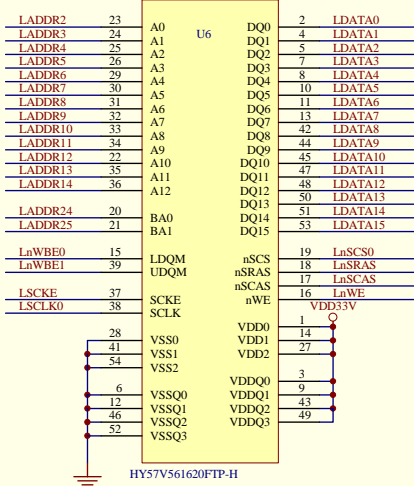 LADDR2 23 A0 U6 DQ0 2 LDATA0
LADDR3 24 A1 DQ1 4 LDATA1
LADDR4 25 A2 DQ2 5 LDATA2
LADDR5 26 A3 DQ3 7 LDATA3
LADDR6 29 A4 DQ4 8 LDATA4
LADDR7 30 A5 DQ5 10 LDATA5
LADDR8 31 A6 DQ6 11 LDATA6
LADDR9 32 A7 DQ7 13 LDATA7
LADDR10 33 A8 DQ8 42 LDATA8
LADDR11 34 A9 DQ9 44 LDATA9
LADDR12 22 A10 DQ10 45 LDATA10
LADDR13 35 A11 DQ11 47 LDATA11
LADDR14 36 A12 DQ12 48 LDATA12
DQ13 50 LDATA13
LADDR24 20 BA0 DQ14 51 LDATA14
LADDR25 21 BA1 DQ15 53 LDATA15
LnWBE0 15 LDQM nSCS 19 LnSCS0
LnWBE1 39 UDQM nSRAS 18 LnSRAS
nSCAS 17 LnSCAS
LSCKE 37 SCKE nWE 16 LnWE
LSCLK0 38 SCLK VDD33V
VDD0 1
28 VSS0 VDD1 14
41 VSS1 VDD2 27
54 VSS2
VDDQ0 3
6 VSSQ0 VDDQ1 9
12 VSSQ1 VDDQ2 43
46 VSSQ2 VDDQ3 49
52 VSSQ3
HY57V561620FTP-H